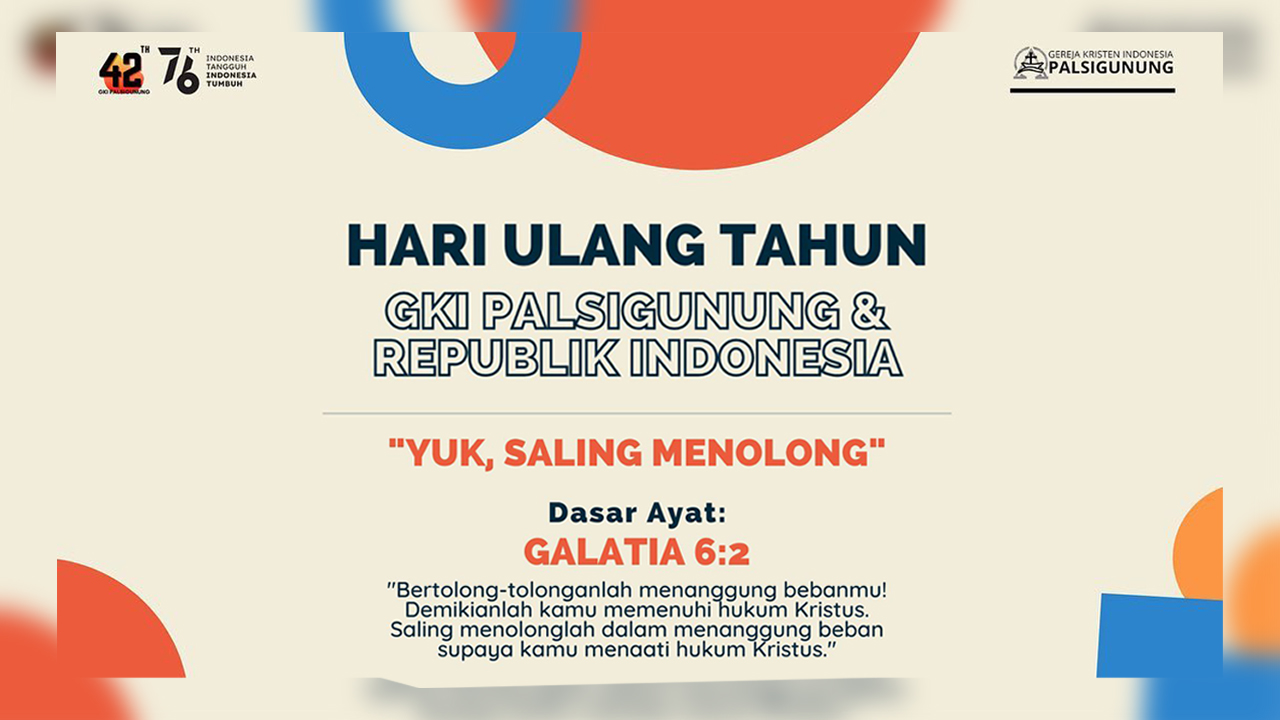 42TH
GKI PALSIGUNUNG
76TH
INDONESIA
TANGGUH
INDONESIA
TUMBUH
GEREJA KRISTEN INDONESIA
PALSIGUNUNG
HARI ULANG TAHUN
GKI PALSIGUNUNG &
REPUBLIK INDONESIA
"YUK, SALING MENOLONG"
Dasar Ayat:
GALATIA 6:2
"Bertolong-tolonganlah menanggung bebanmu!
Demikianlah kamu memenuhi hukum Kristus.
Saling menolonglah dalam menanggung beban
supaya kamu menaati hukum Kristus."